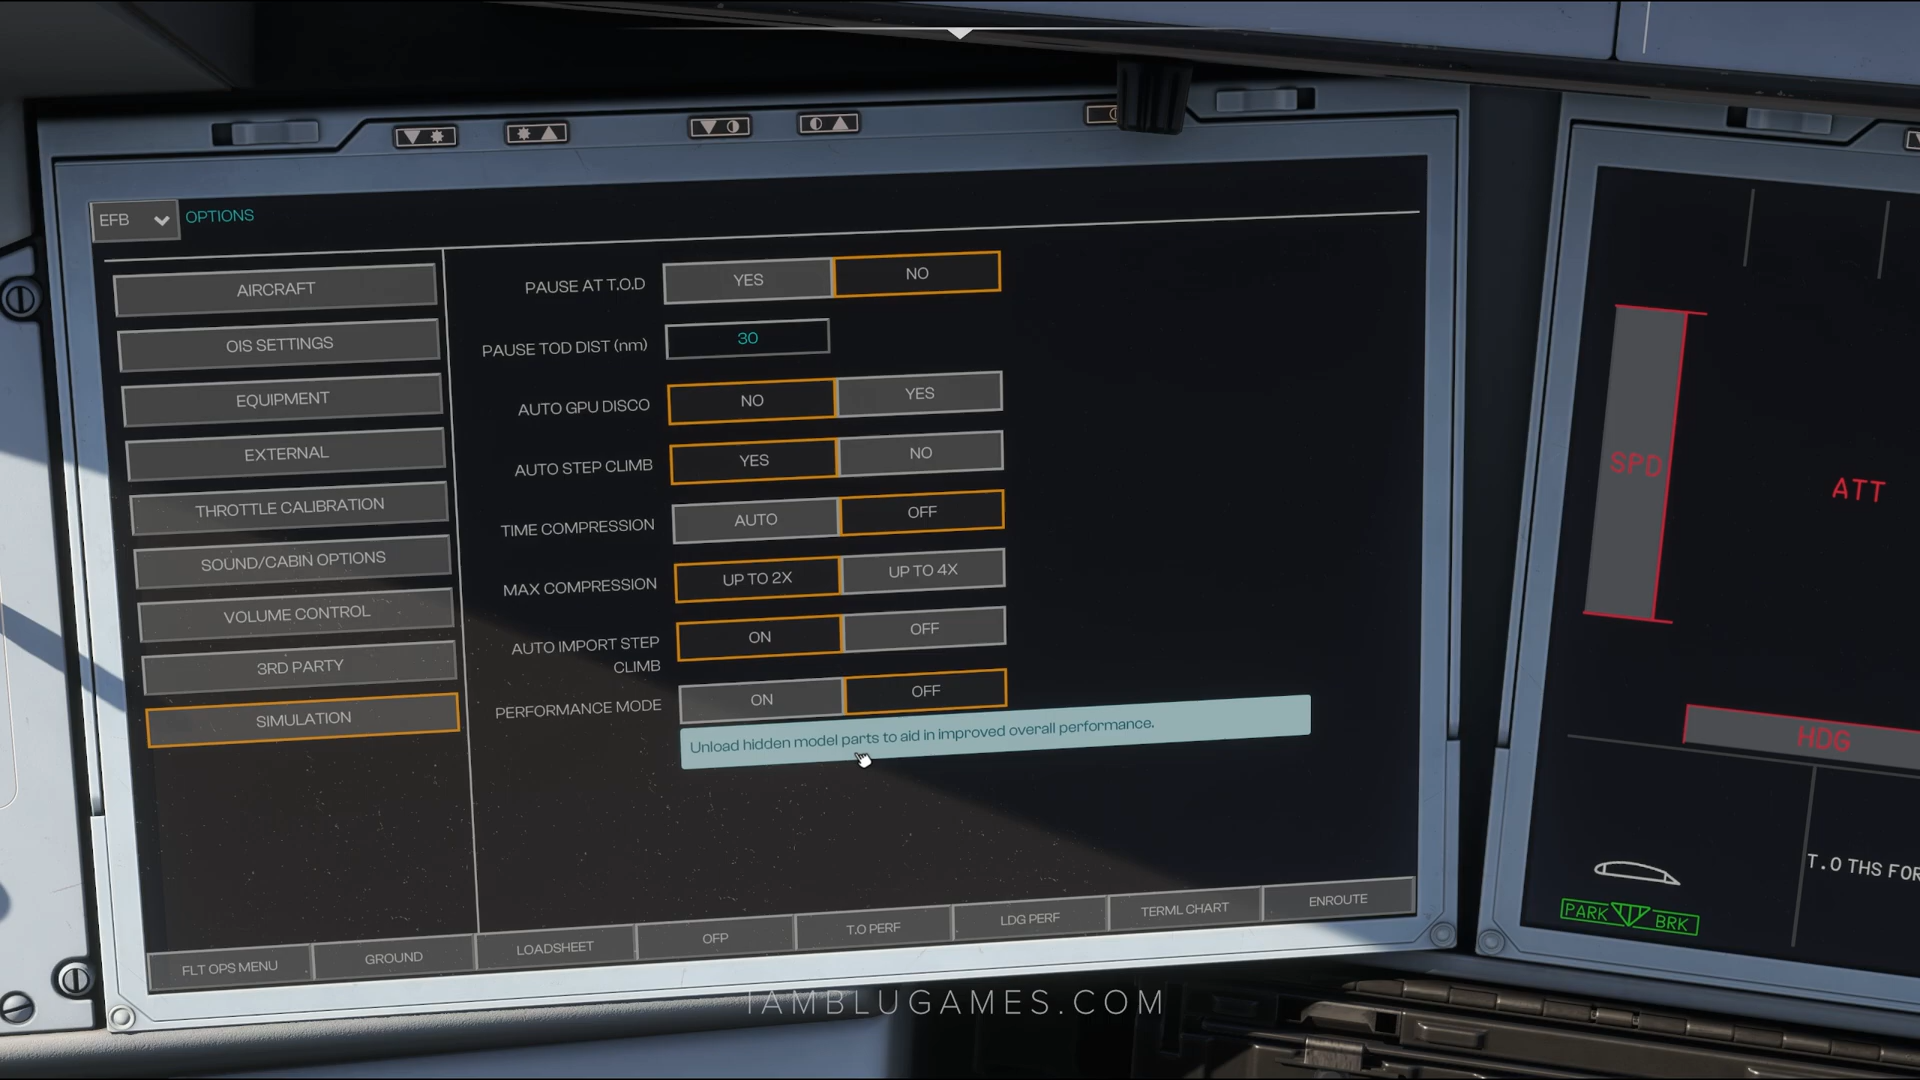 EFB
OPTIONS
AIRCRAFT
OIS SETTINGS
EQUIPMENT
EXTERNAL
THROTTLE CALIBRATION
SOUND/CABIN OPTIONS
VOLUME CONTROL
3RD PARTY
SIMULATION
PAUSE AT T.O.D YES NO
PAUSE TOD DIST (nm) 30
AUTO GPU DISCO NO YES
AUTO STEP CLIMB YES NO
TIME COMPRESSION AUTO OFF
MAX COMPRESSION UP TO 2X UP TO 4X
AUTO IMPORT STEP CLIMB ON OFF
PERFORMANCE MODE ON OFF
Unload hidden model parts to aid in improved overall performance.
FLT OPS MENU GROUND LOADSHEET OFP T.O PERF LDG PERF TERML CHART ENROUTE
SPD
ATT
HDG
T.O THS FOR
PARK BRK
IAMBLUGAMES.COM